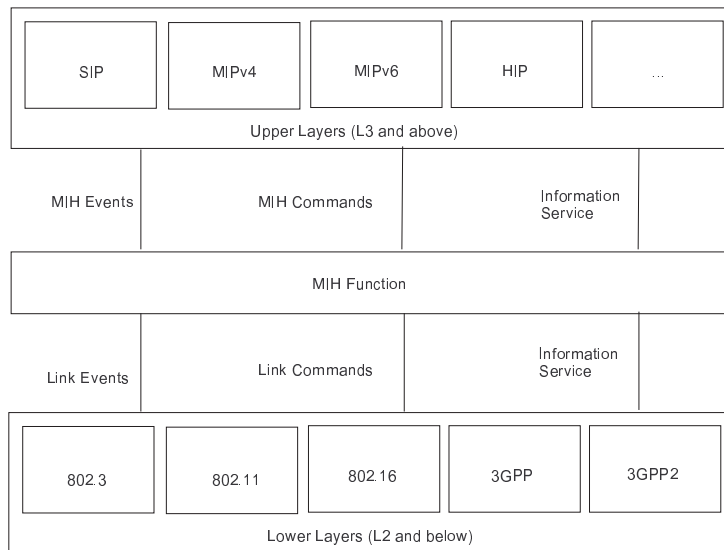 SIP
MIPv4
MIPv6
HIP
...
Upper Layers (L3 and above)
MIH Events
MIH Commands
Information
Service
MIH Function
Link Events
Link Commands
Information
Service
802.3
802.11
802.16
3GPP
3GPP2
Lower Layers (L2 and below)